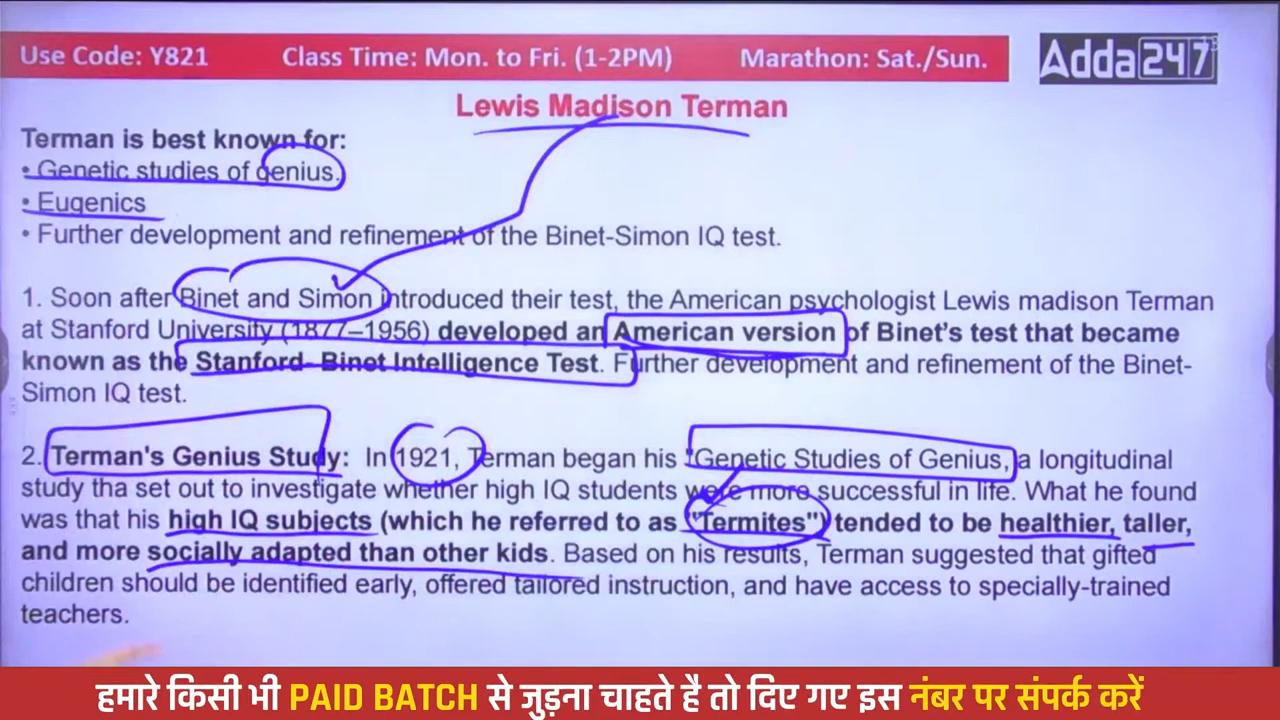 Use Code: Y821 Class Time: Mon. to Fri. (1-2PM) Marathon: Sat./Sun.
Adda247
Lewis Madison Terman
Terman is best known for:
• Genetic studies of genius.
• Eugenics
• Further development and refinement of the Binet-Simon IQ test.
1. Soon after Binet and Simon introduced their test, the American psychologist Lewis madison Terman
at Stanford University (1877–1956) developed an American version of Binet's test that became
known as the Stanford- Binet Intelligence Test. Further development and refinement of the Binet-
Simon IQ test.
2. Terman's Genius Study: In 1921, Terman began his "Genetic Studies of Genius, a longitudinal
study tha set out to investigate whether high IQ students were more successful in life. What he found
was that his high IQ subjects (which he referred to as "Termites") tended to be healthier, taller,
and more socially adapted than other kids. Based on his results, Terman suggested that gifted
children should be identified early, offered tailored instruction, and have access to specially-trained
teachers.
हमारे किसी भी PAID BATCH से जुड़ना चाहते है तो दिए गए इस नंबर पर संपर्क करें